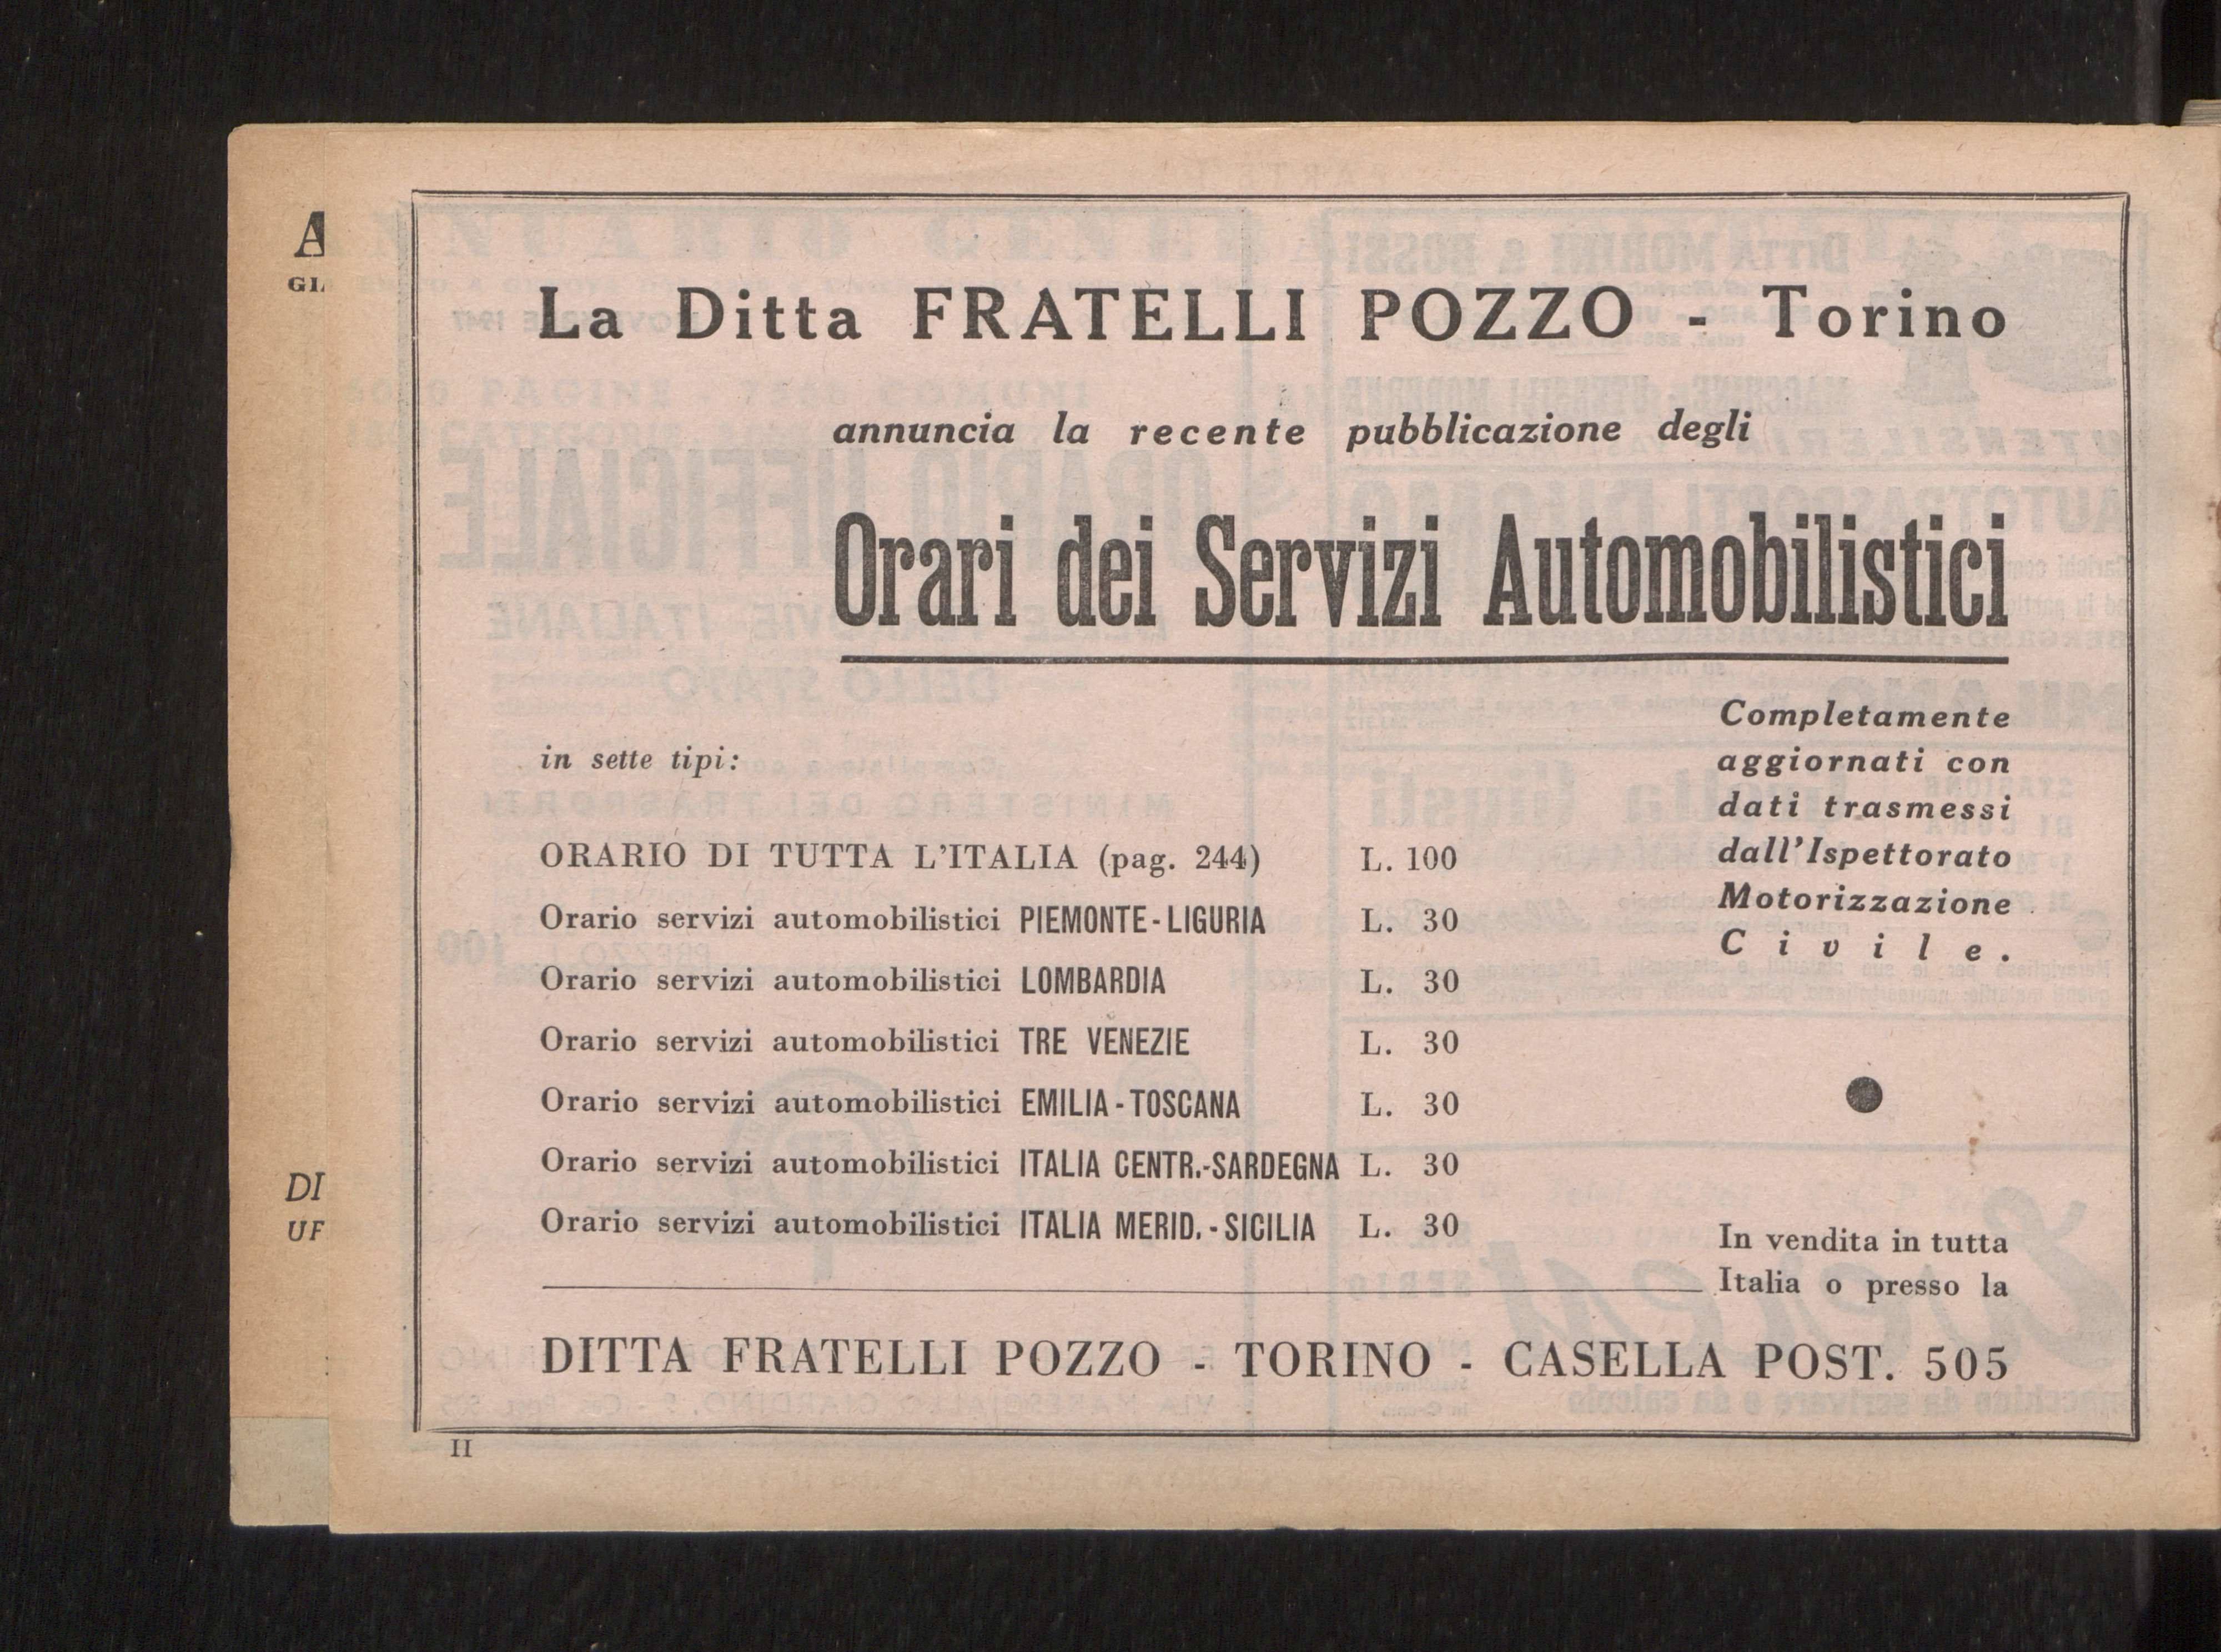 La Ditta FRATELLI POZZO - Torino
annuncia la recente pubblicazione degli
Orari dei Servizi Automobilistici
in sette tipi:
ORARIO DI TUTTA L'ITALIA (pag. 244) L. 100
Orario servizi automobilistici PIEMONTE-LIGURIA L. 30
Orario servizi automobilistici LOMBARDIA L. 30
Orario servizi automobilistici TRE VENEZIE L. 30
Orario servizi automobilistici EMILIA-TOSCANA L. 30
Orario servizi automobilistici ITALIA CENTR.-SARDEGNA L. 30
Orario servizi automobilistici ITALIA MERID.-SICILIA L. 30
Completamente
aggiornati con
dati trasmessi
dall'Ispettorato
Motorizzazione
Civile.
In vendita in tutta
Italia o presso la
DITTA FRATELLI POZZO - TORINO - CASELLA POST. 505
II